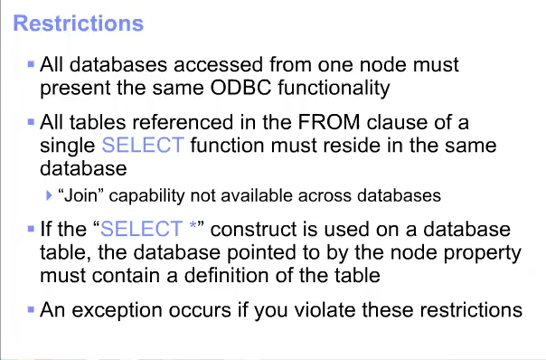 Restrictions
All databases accessed from one node must
present the same ODBC functionality
All tables referenced in the FROM clause of a
single SELECT function must reside in the same
database
“Join” capability not available across databases
If the “SELECT *” construct is used on a database
table, the database pointed to by the node property
must contain a definition of the table
An exception occurs if you violate these restrictions